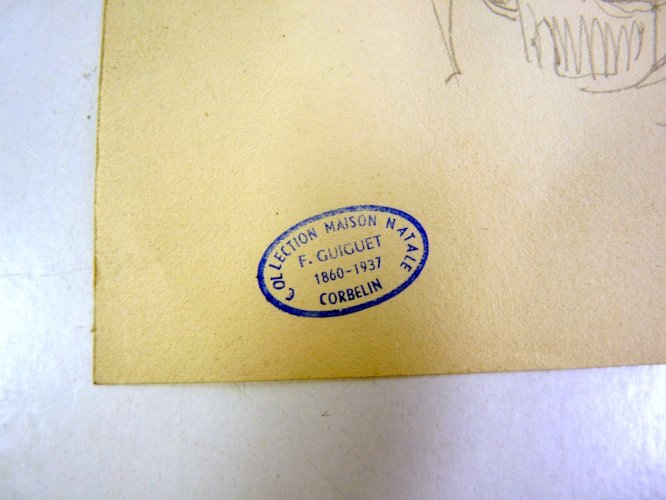 COLLECTION MAISON NATALE
F. GUIGUET
1860-1937
CORBELIN